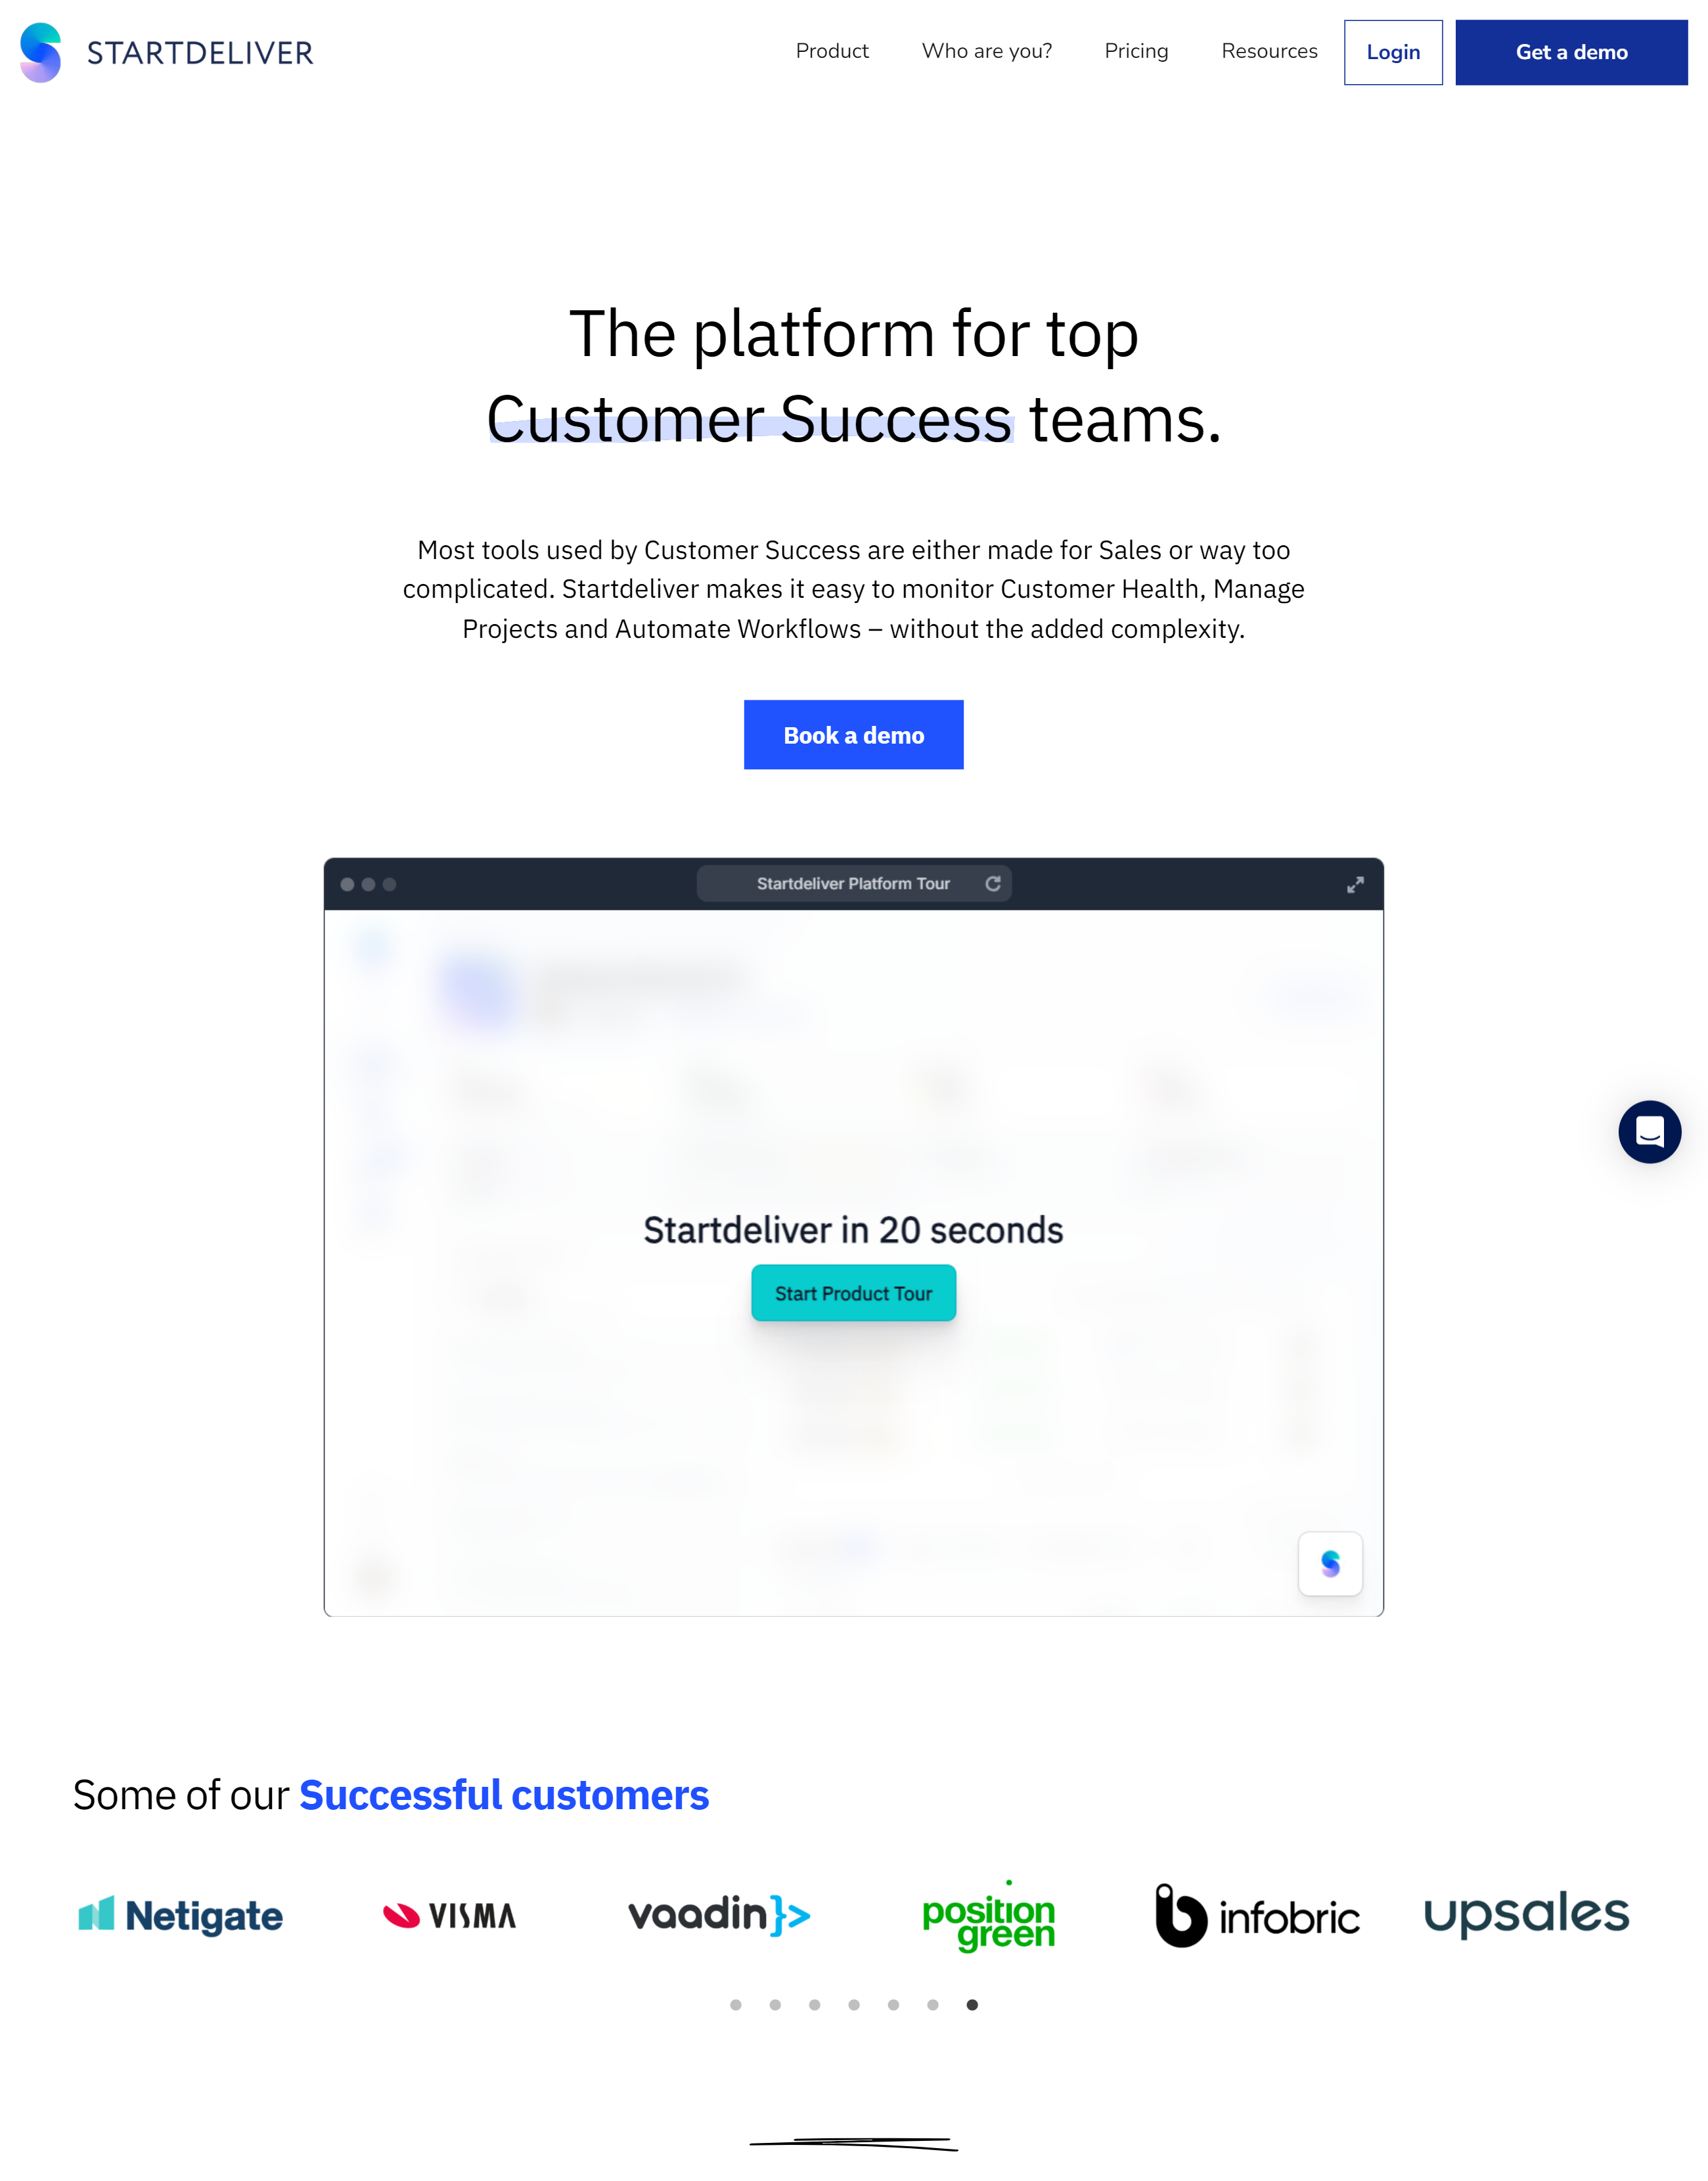 STARTDELIVER
Product
Who are you?
Pricing
Resources
Login
Get a demo
The platform for top
Customer Success teams.
Most tools used by Customer Success are either made for Sales or way too
complicated. Startdeliver makes it easy to monitor Customer Health, Manage
Projects and Automate Workflows – without the added complexity.
Book a demo
Startdeliver Platform Tour
Startdeliver in 20 seconds
Start Product Tour
Some of our Successful customers
Netigate
VISMA
vaadin}>
position
green
infobric
upsales